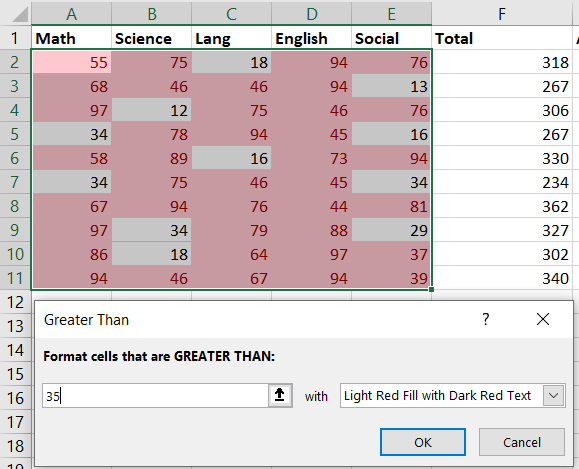 A B C D E F
1 Math Science Lang English Social Total
2 55 75 18 94 76 318
3 68 46 46 94 13 267
4 97 12 75 46 76 306
5 34 78 94 45 16 267
6 58 89 16 73 94 330
7 34 75 46 45 34 234
8 67 94 76 44 81 362
9 97 34 79 88 29 327
10 86 18 64 97 37 302
11 94 46 67 94 39 340
12
13 Greater Than ? ×
14
15 Format cells that are GREATER THAN:
16 35 with Light Red Fill with Dark Red Text
17
18 OK Cancel